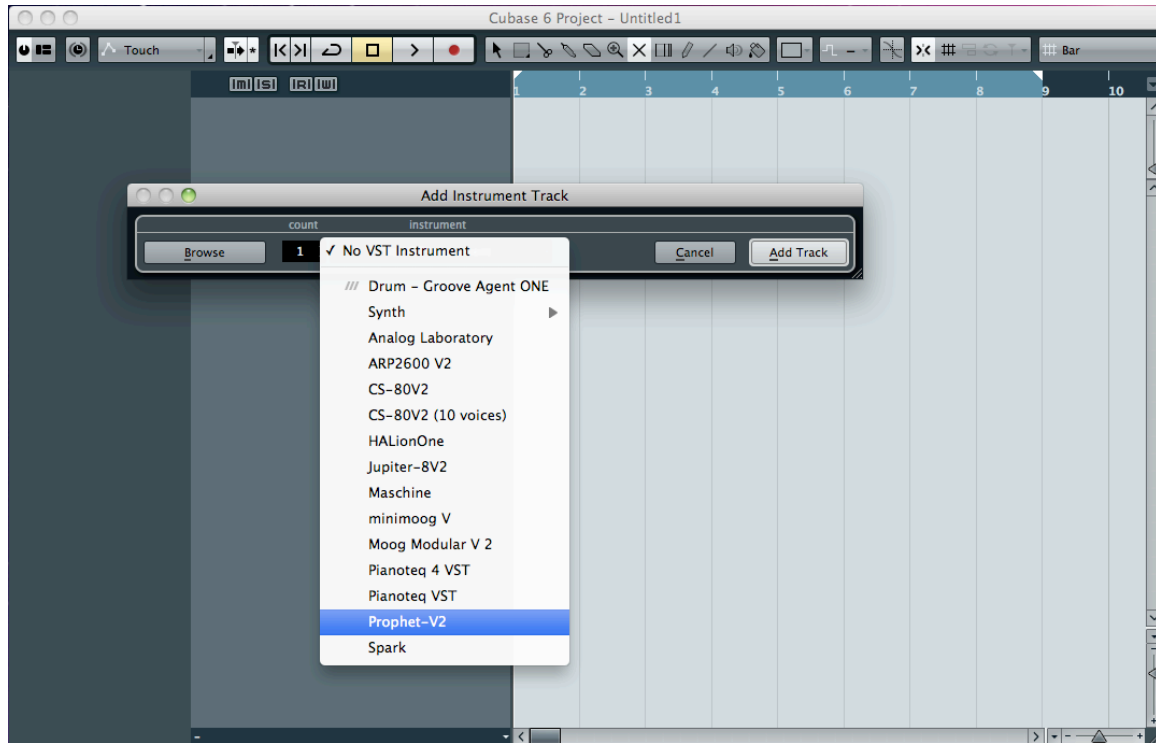 Cubase 6 Project – Untitled1
Touch
Bar
m S R W
1 2 3 4 5 6 7 8 9 10
Add Instrument Track
count instrument
Browse 1 Cancel Add Track
✓ No VST Instrument
/// Drum – Groove Agent ONE
Synth
Analog Laboratory
ARP2600 V2
CS–80V2
CS–80V2 (10 voices)
HALionOne
Jupiter–8V2
Maschine
minimoog V
Moog Modular V 2
Pianoteq 4 VST
Pianoteq VST
Prophet–V2
Spark